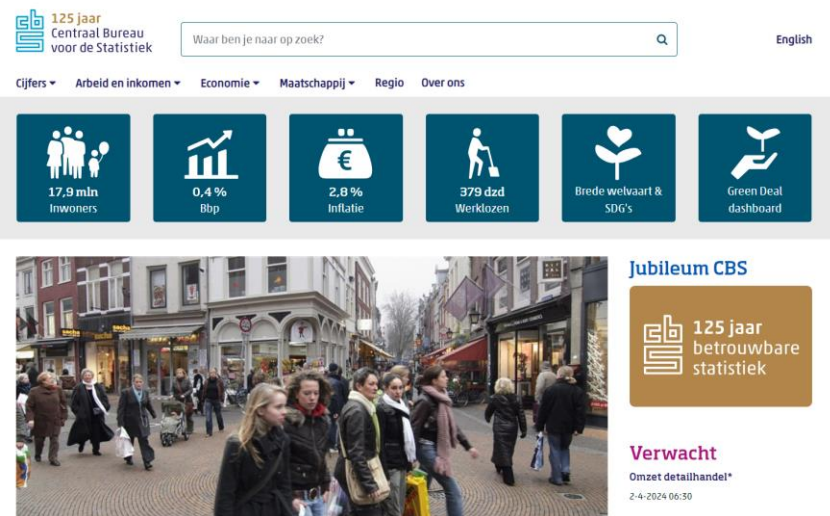 125 jaar
Centraal Bureau
voor de Statistiek
Waar ben je naar op zoek?
English
Cijfers
Arbeid en inkomen
Economie
Maatschappij
Regio
Over ons
17,9 mln
Inwoners
0,4 %
Bbp
2,8 %
Inflatie
379 dzd
Werklozen
Brede welvaart &
SDG's
Green Deal
dashboard
Jubileum CBS
125 jaar
betrouwbare
statistiek
Verwacht
Omzet detailhandel*
2-4-2024 06:30